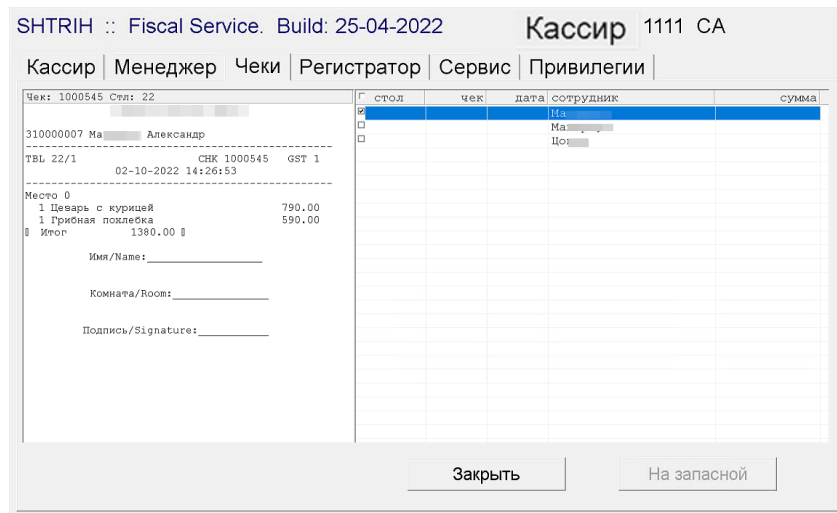 SHTRIH :: Fiscal Service. Build: 25-04-2022 Кассир 1111 CA
Кассир Менеджер Чеки Регистратор Сервис Привилегии
Чек: 1000545 Стл: 22
310000007 Ма Александр
TBL 22/1 CHK 1000545 GST 1
02-10-2022 14:26:53
Место 0
1 Цезарь с курицей 790.00
1 Грибная похлебка 590.00
Итог 1380.00
Имя/Name:
Комната/Room:
Подпись/Signature:
стол чек дата сотрудник сумма
Ма
Ма
Цо
Закрыть На запасной